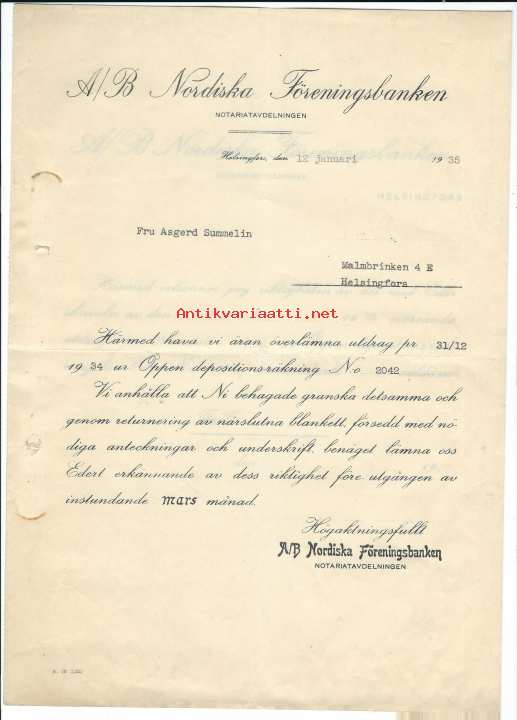 A/B Nordiska Föreningsbanken
NOTARIATAVDELNINGEN
Helsingfors, den 12 januari 1935
HELSINGFORS
Fru Asgerd Summelin
Malmbrinken 4 E
Helsingfors
Antikvariaatti.net
Härmed hava vi äran överlämna utdrag pr 31/12
1934 ur Öppen depositionsräkning No 2042
Vi anhålla att Ni behagade granska detsamma och
genom returnering av närslutna blankett, försedd med nö-
diga anteckningar och underskrift, benäget lämna oss
Edert erkännande av dess riktighet före utgången av
instundande mars månad.
Högaktningsfullt
A/B Nordiska Föreningsbanken
NOTARIATAVDELNINGEN